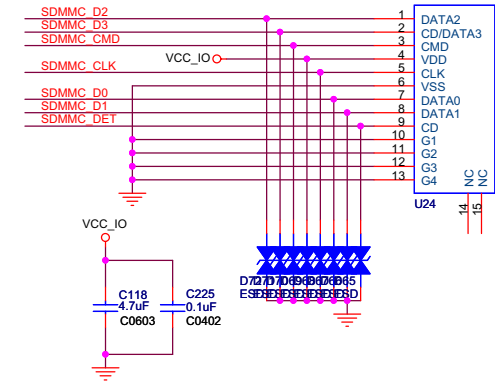 SDMMC_D2 1 DATA2
SDMMC_D3 2 CD/DATA3
SDMMC_CMD 3 CMD
VCC_IO 4 VDD
SDMMC_CLK 5 CLK
6 VSS
SDMMC_D0 7 DATA0
SDMMC_D1 8 DATA1
SDMMC_DET 9 CD
10 G1
11 G2
12 G3
13 G4
NC NC
U24
14 15
VCC_IO
C118
4.7uF
C0603
C225
0.1uF
C0402